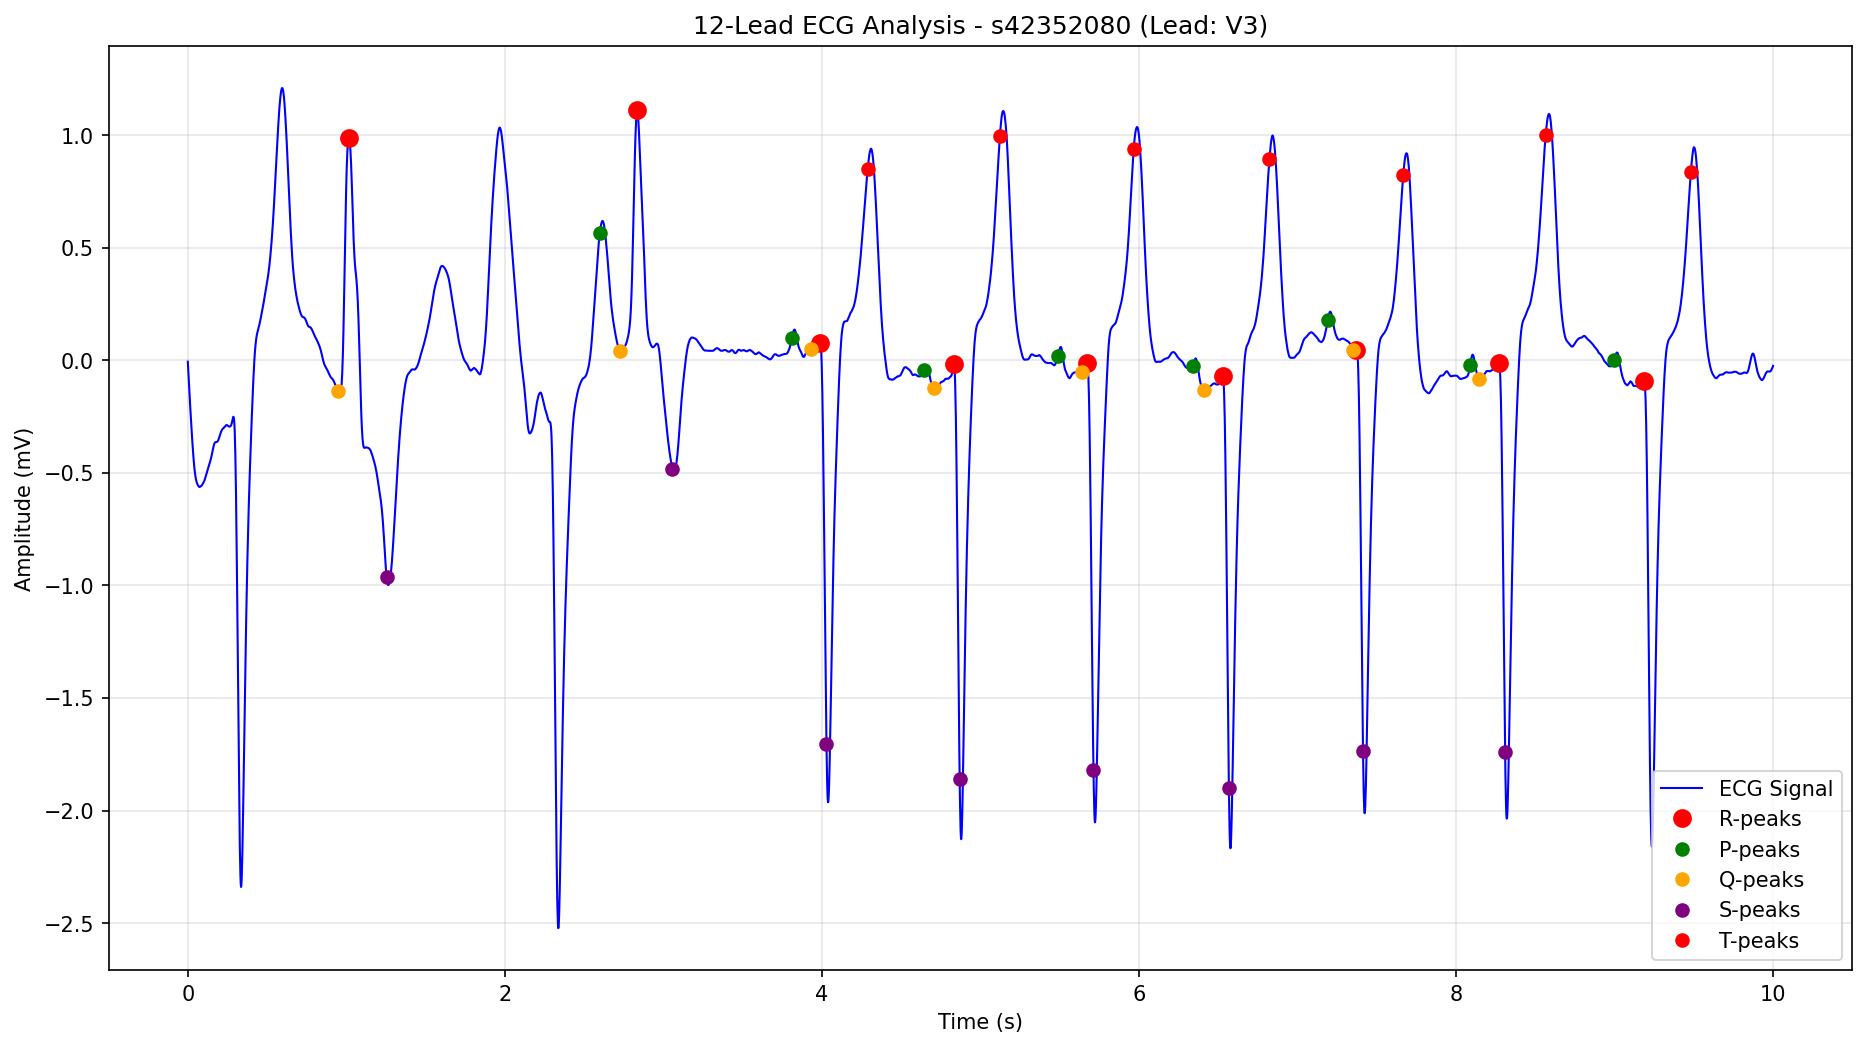 12-Lead ECG Analysis - s42352080 (Lead: V3)
Amplitude (mV)
1.0
0.5
0.0
−0.5
−1.0
−1.5
−2.0
−2.5
0 2 4 6 8 10
Time (s)
ECG Signal
R-peaks
P-peaks
Q-peaks
S-peaks
T-peaks